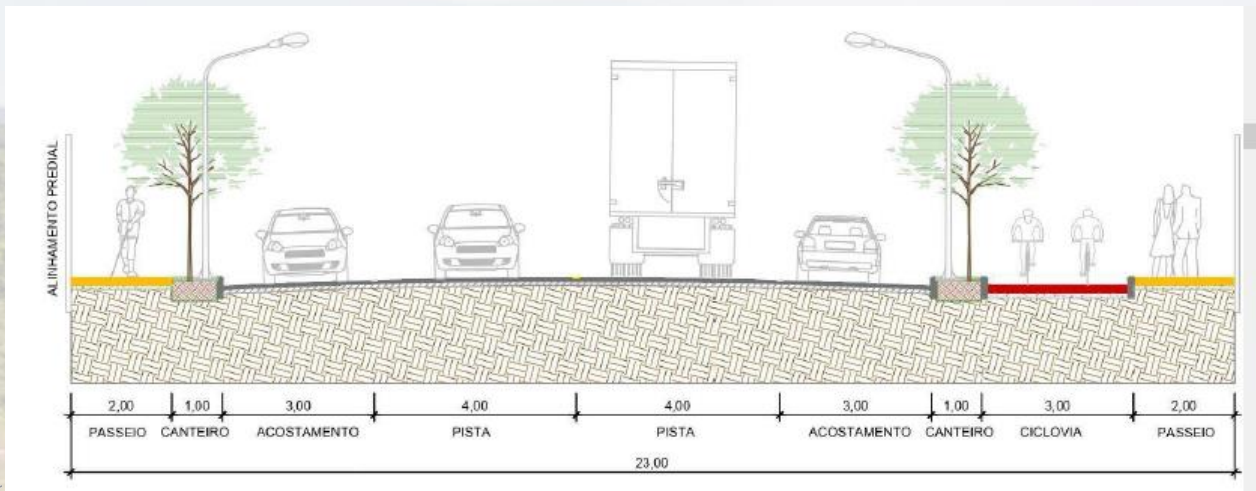 ALINHAMENTO PREDIAL
2,00 1,00 3,00 4,00 4,00 3,00 1,00 3,00 2,00
PASSEIO CANTEIRO ACOSTAMENTO PISTA PISTA ACOSTAMENTO CANTEIRO CICLOVIA PASSEIO
23,00